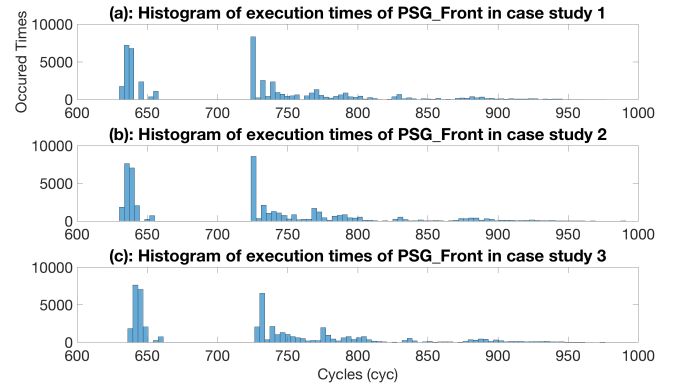 (a): Histogram of execution times of PSG_Front in case study 1
Occured Times
10000
5000
0
600 650 700 750 800 850 900 950 1000
(b): Histogram of execution times of PSG_Front in case study 2
10000
5000
0
600 650 700 750 800 850 900 950 1000
(c): Histogram of execution times of PSG_Front in case study 3
10000
5000
0
600 650 700 750 800 850 900 950 1000
Cycles (cyc)